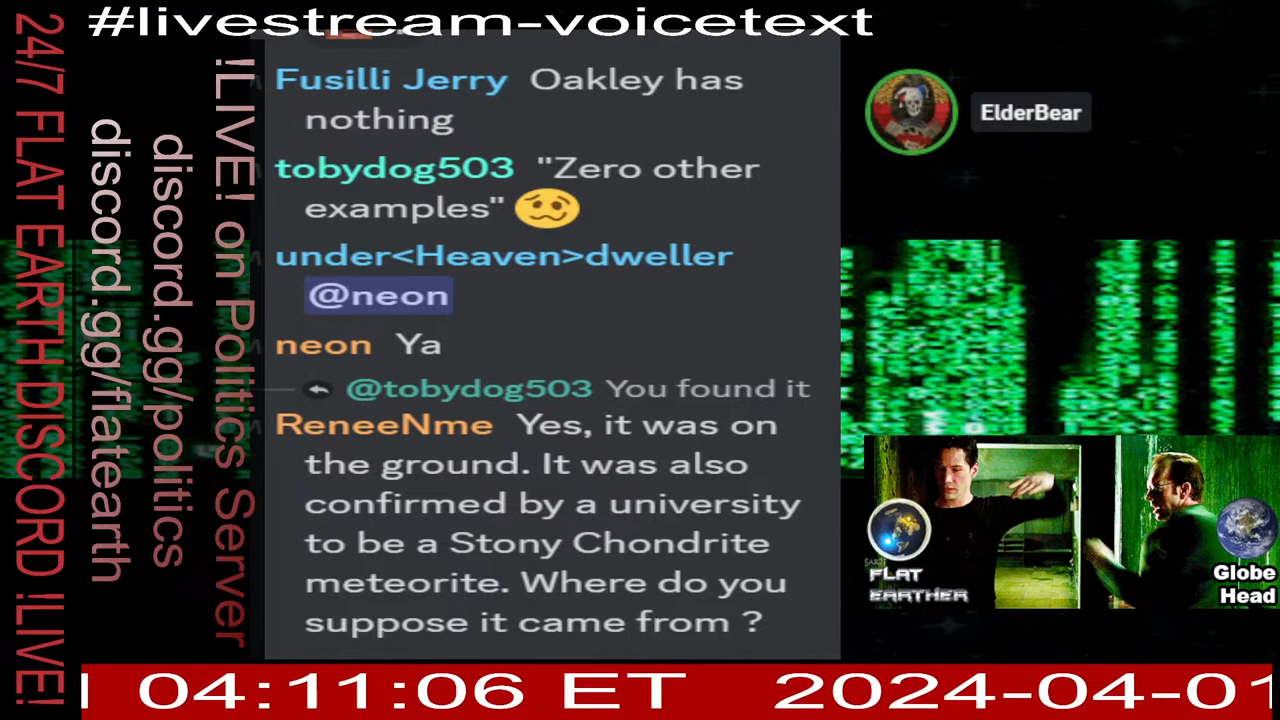 #livestream-voicetext
24/7 FLAT EARTH DISCORD !LIVE!
discord.gg/flatearth
discord.gg/politics
!LIVE! on Politics Server
Fusilli Jerry Oakley has
nothing
tobydog503 "Zero other
examples" 🥴
under<Heaven>dweller
@neon
neon Ya
@tobydog503 You found it
ReneeNme Yes, it was on
the ground. It was also
confirmed by a university
to be a Stony Chondrite
meteorite. Where do you
suppose it came from ?
ElderBear
FLAT
EARTHER
Globe
Head
04:11:06 ET 2024-04-01